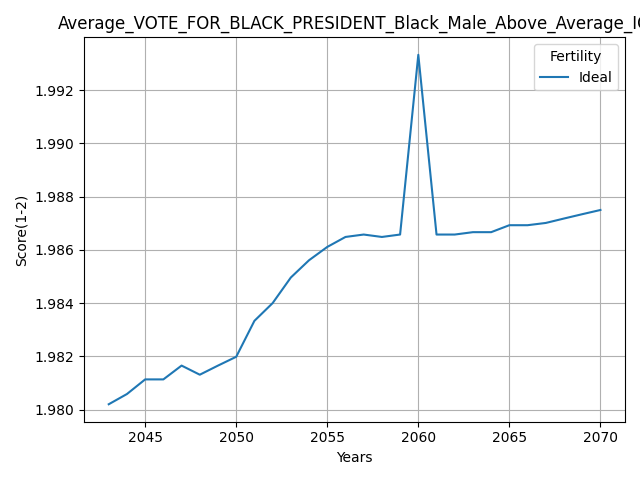 Average_VOTE_FOR_BLACK_PRESIDENT_Black_Male_Above_Average_I
Fertility
Ideal
1.992
1.990
1.988
1.986
1.984
1.982
1.980
Score(1-2)
2045 2050 2055 2060 2065 2070
Years